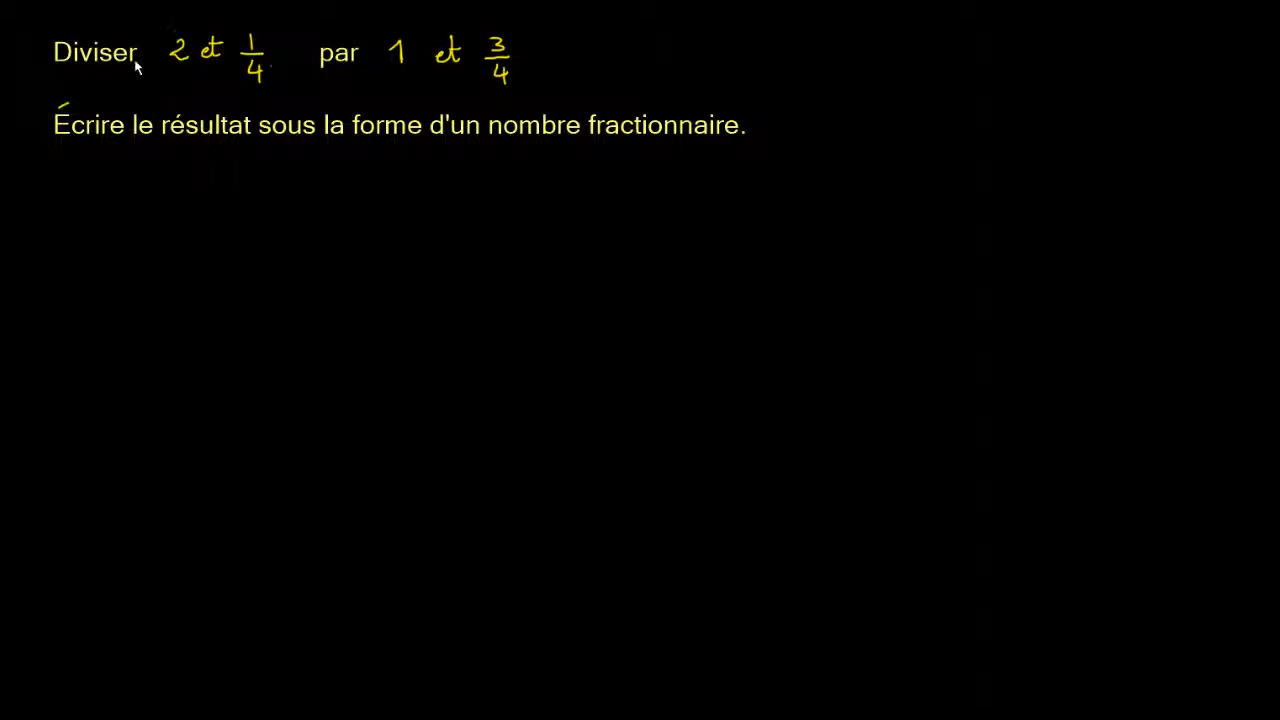 Diviser 2 et 1/4 par 1 et 3/4
Écrire le résultat sous la forme d'un nombre fractionnaire.